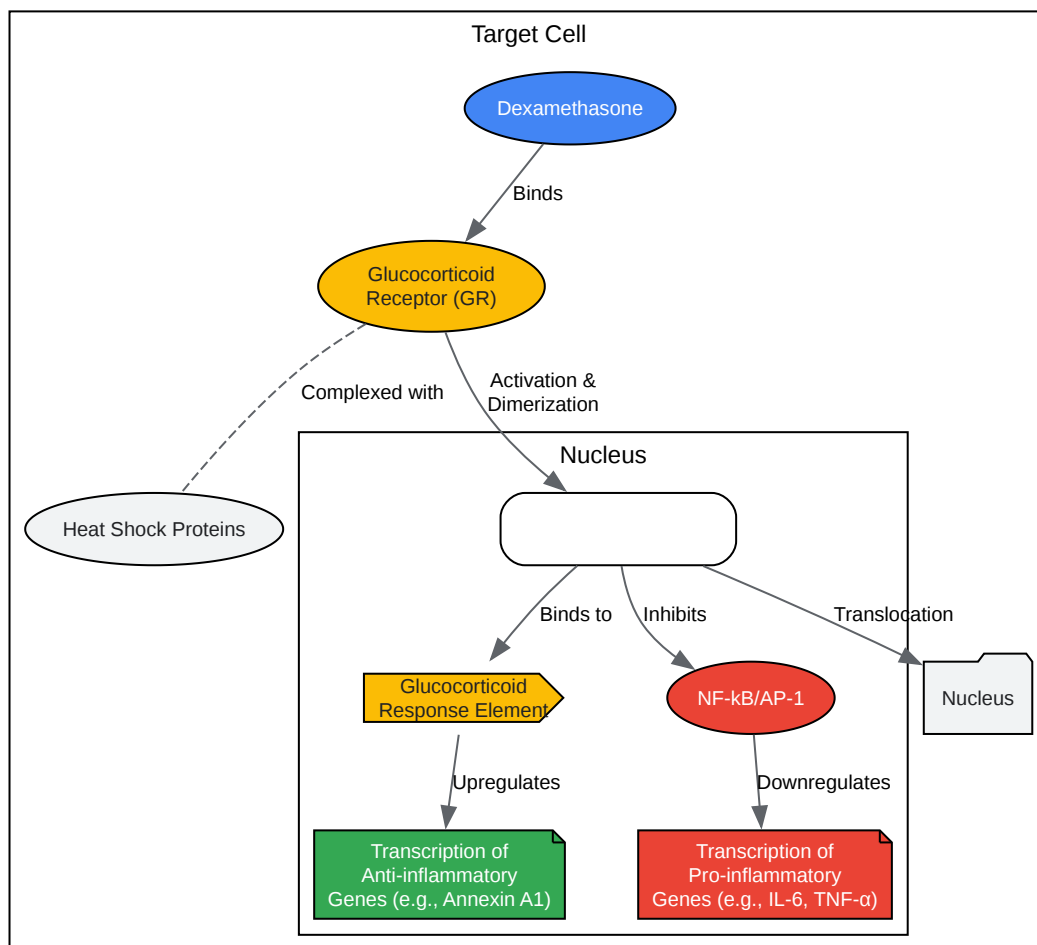 Target Cell
Dexamethasone
Binds
Glucocorticoid
Receptor (GR)
Complexed with
Activation &
Dimerization
Nucleus
Heat Shock Proteins
Binds to
Inhibits
Translocation
Glucocorticoid
Response Element
NF-kB/AP-1
Nucleus
Upregulates
Downregulates
Transcription of
Anti-inflammatory
Genes (e.g., Annexin A1)
Transcription of
Pro-inflammatory
Genes (e.g., IL-6, TNF-α)